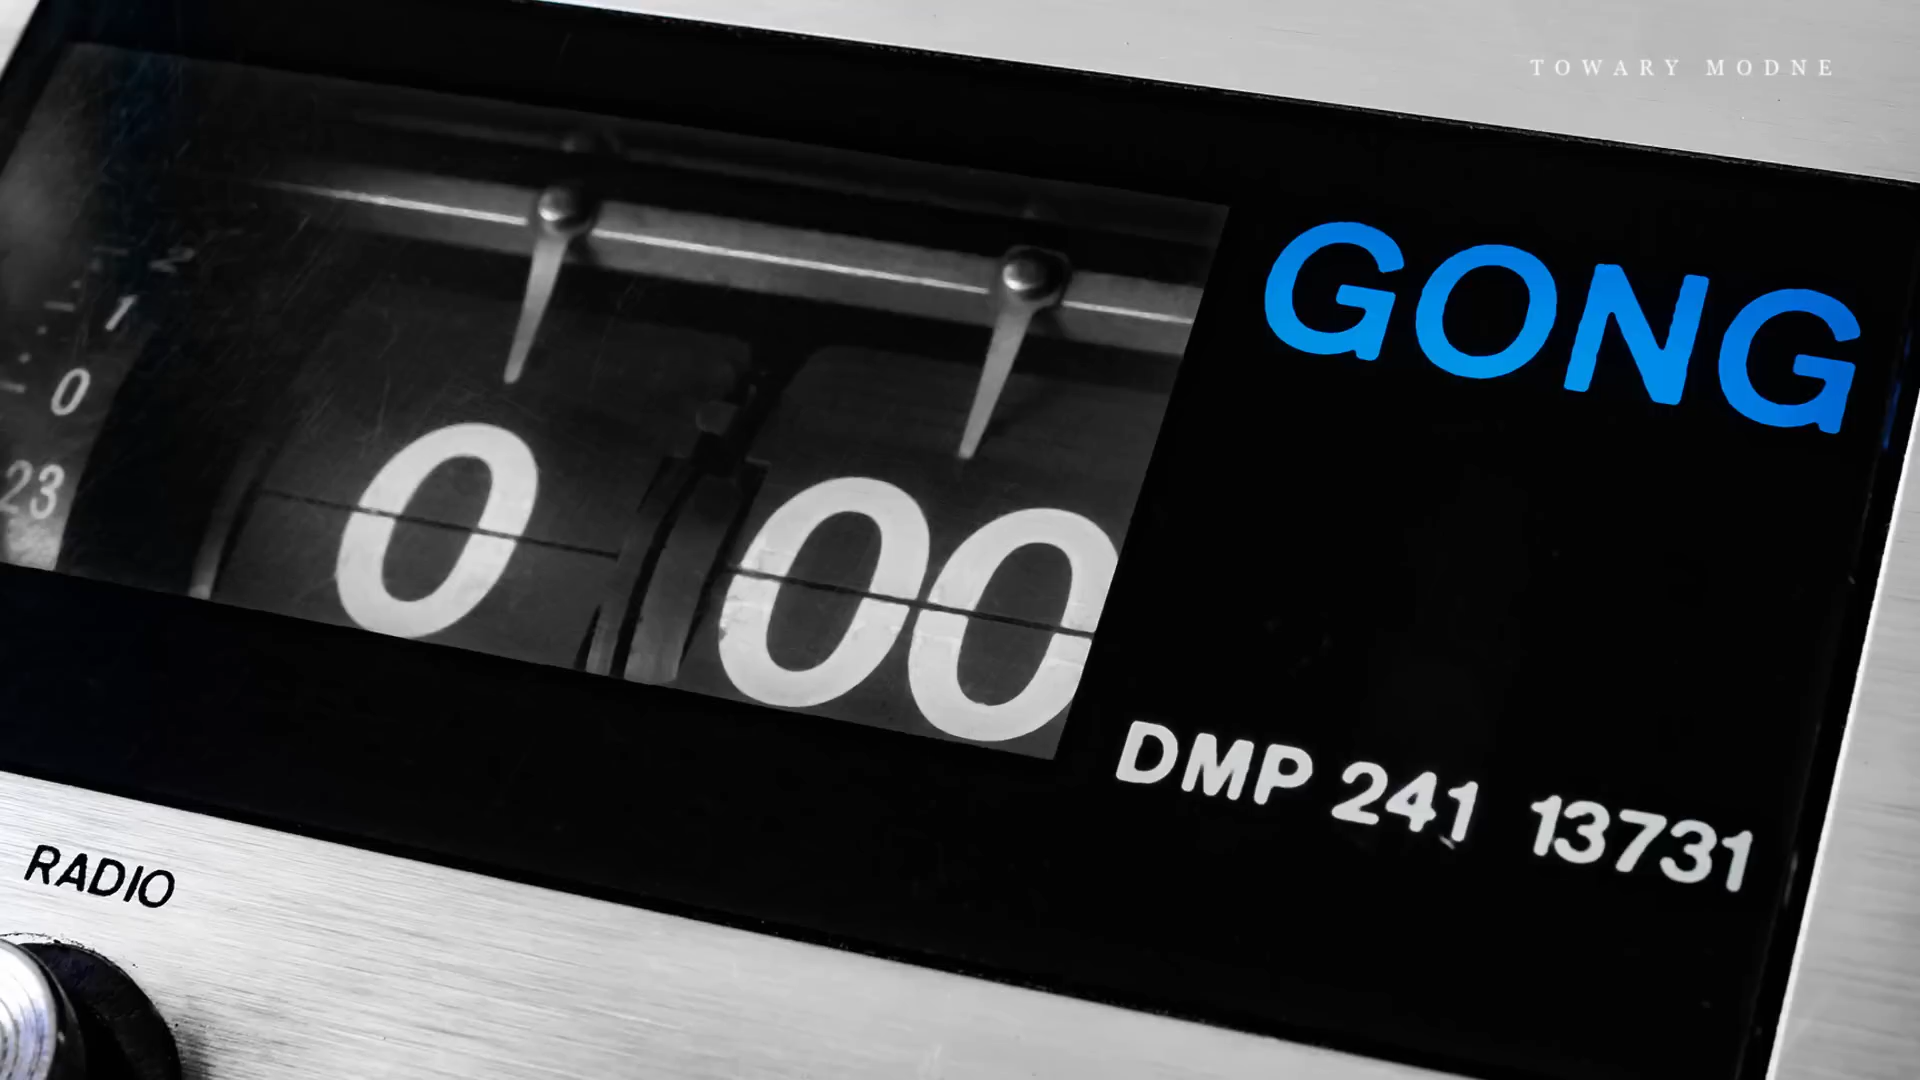 TOWARY MODNE
GONG
2
1
0
23
0 00
DMP 241 13731
RADIO